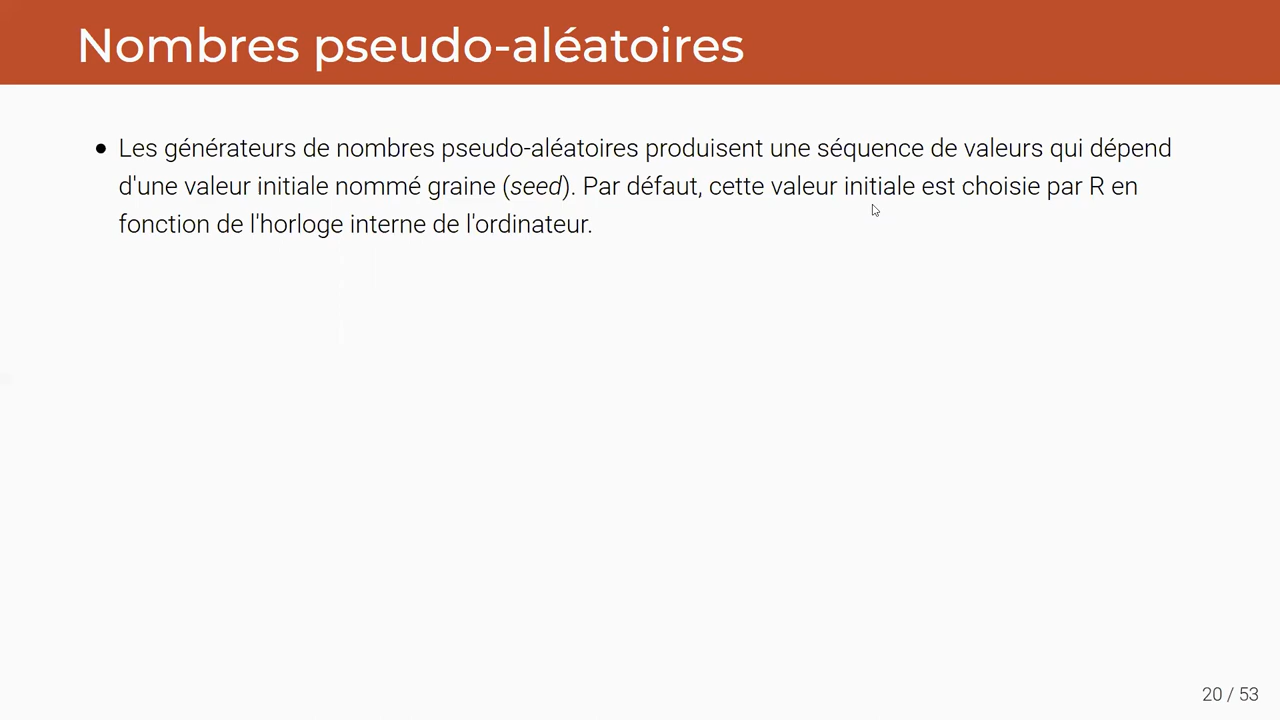 Nombres pseudo-aléatoires
• Les générateurs de nombres pseudo-aléatoires produisent une séquence de valeurs qui dépend
d'une valeur initiale nommé graine (seed). Par défaut, cette valeur initiale est choisie par R en
fonction de l'horloge interne de l'ordinateur.
20 / 53